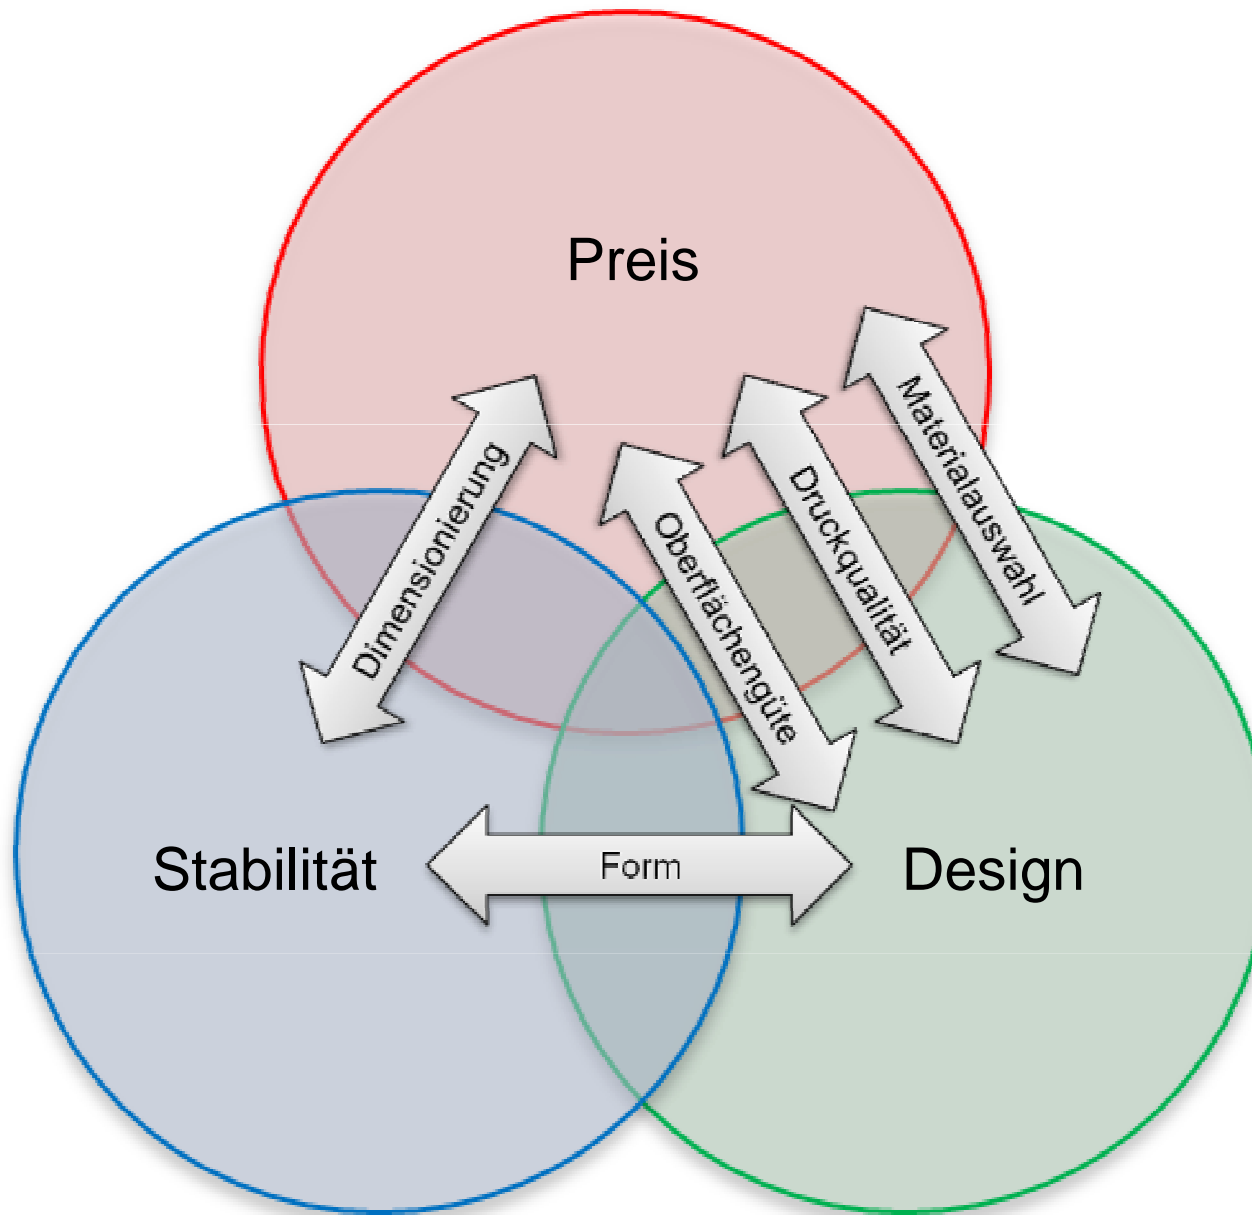 Preis
Materialauswahl
Druckqualität
Dimensionierung
Oberflächengüte
Stabilität
Form
Design